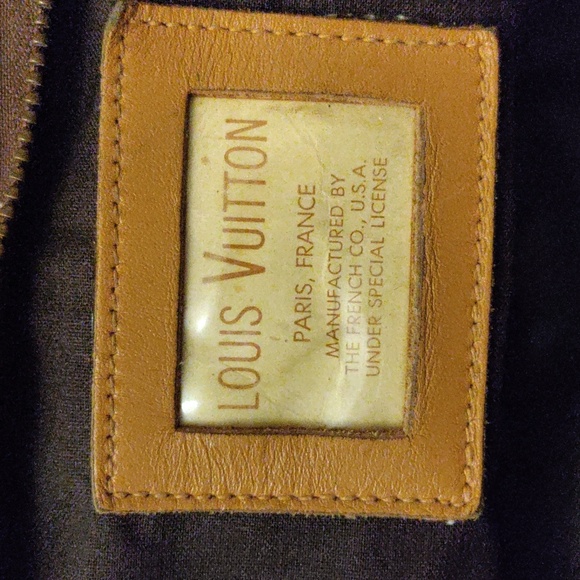 LOUIS VUITTON
PARIS, FRANCE
MANUFACTURED BY
THE FRENCH CO., U.S.A.
UNDER SPECIAL LICENSE